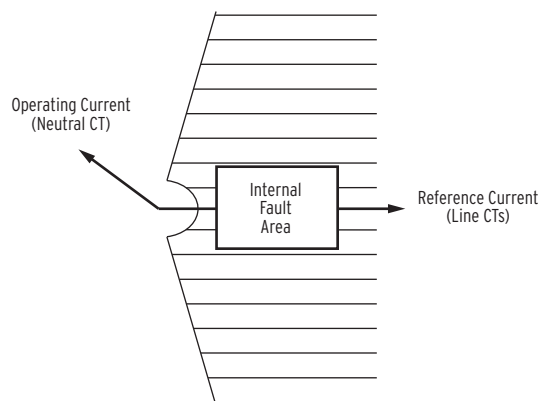 Operating Current
(Neutral CT)
Internal
Fault
Area
Reference Current
(Line CTs)